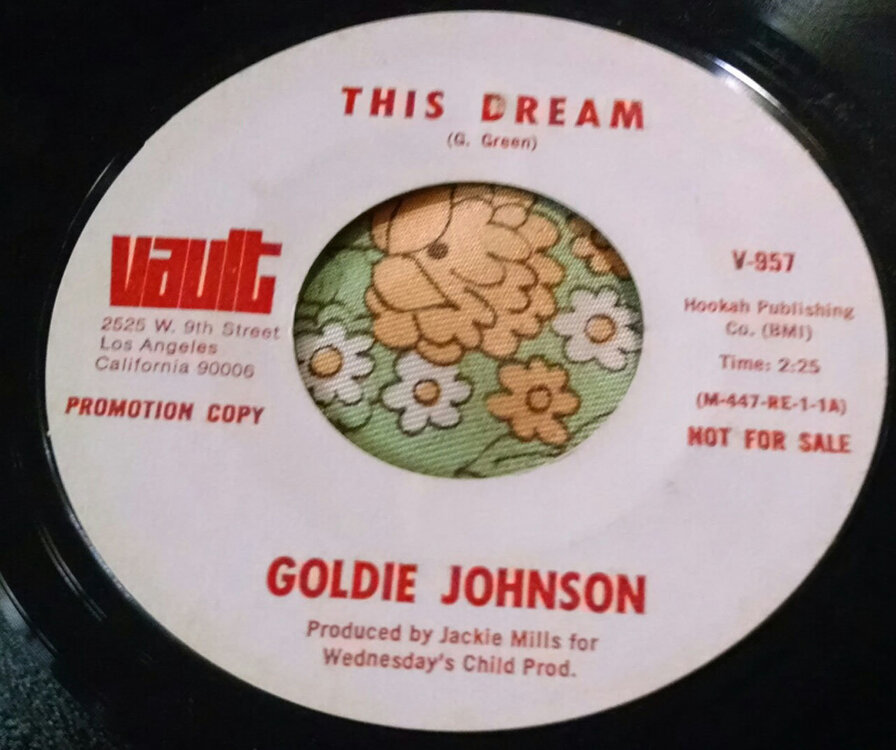 THIS DREAM
(G. Green)
vault
2525 W. 9th Street
Los Angeles
California 90006
PROMOTION COPY
V-957
Hookah Publishing
Co. (BMI)
Time: 2:25
(M-447-RE-1-1A)
NOT FOR SALE
GOLDIE JOHNSON
Produced by Jackie Mills for
Wednesday's Child Prod.